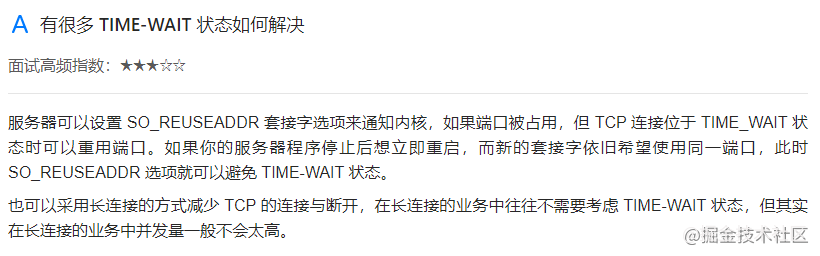 A 有很多 TIME-WAIT 状态如何解决
面试高频指数：★★★☆☆
服务器可以设置 SO_REUSEADDR 套接字选项来通知内核，如果端口被占用，但 TCP 连接位于 TIME_WAIT 状
态时可以重用端口。如果你的服务器程序停止后想立即重启，而新的套接字依旧希望使用同一端口，此时
SO_REUSEADDR 选项就可以避免 TIME-WAIT 状态。
也可以采用长连接的方式减少 TCP 的连接与断开，在长连接的业务中往往不需要考虑 TIME-WAIT 状态，但其实
在长连接的业务中并发量一般不会太高。
@掘金技术社区